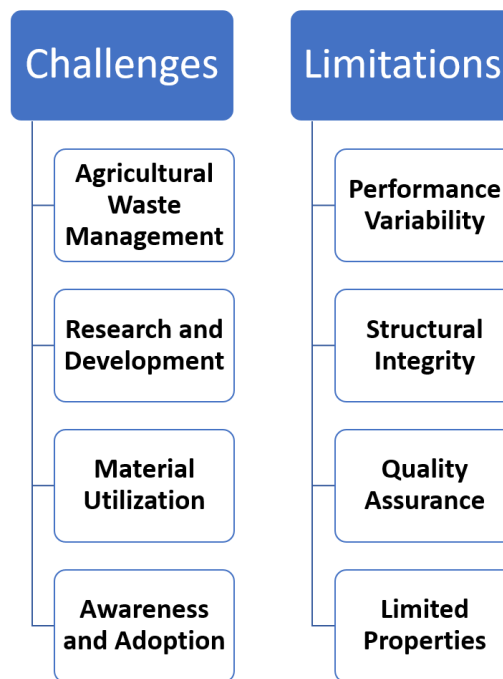 Challenges
Agricultural
Waste
Management
Research and
Development
Material
Utilization
Awareness
and Adoption
Limitations
Performance
Variability
Structural
Integrity
Quality
Assurance
Limited
Properties